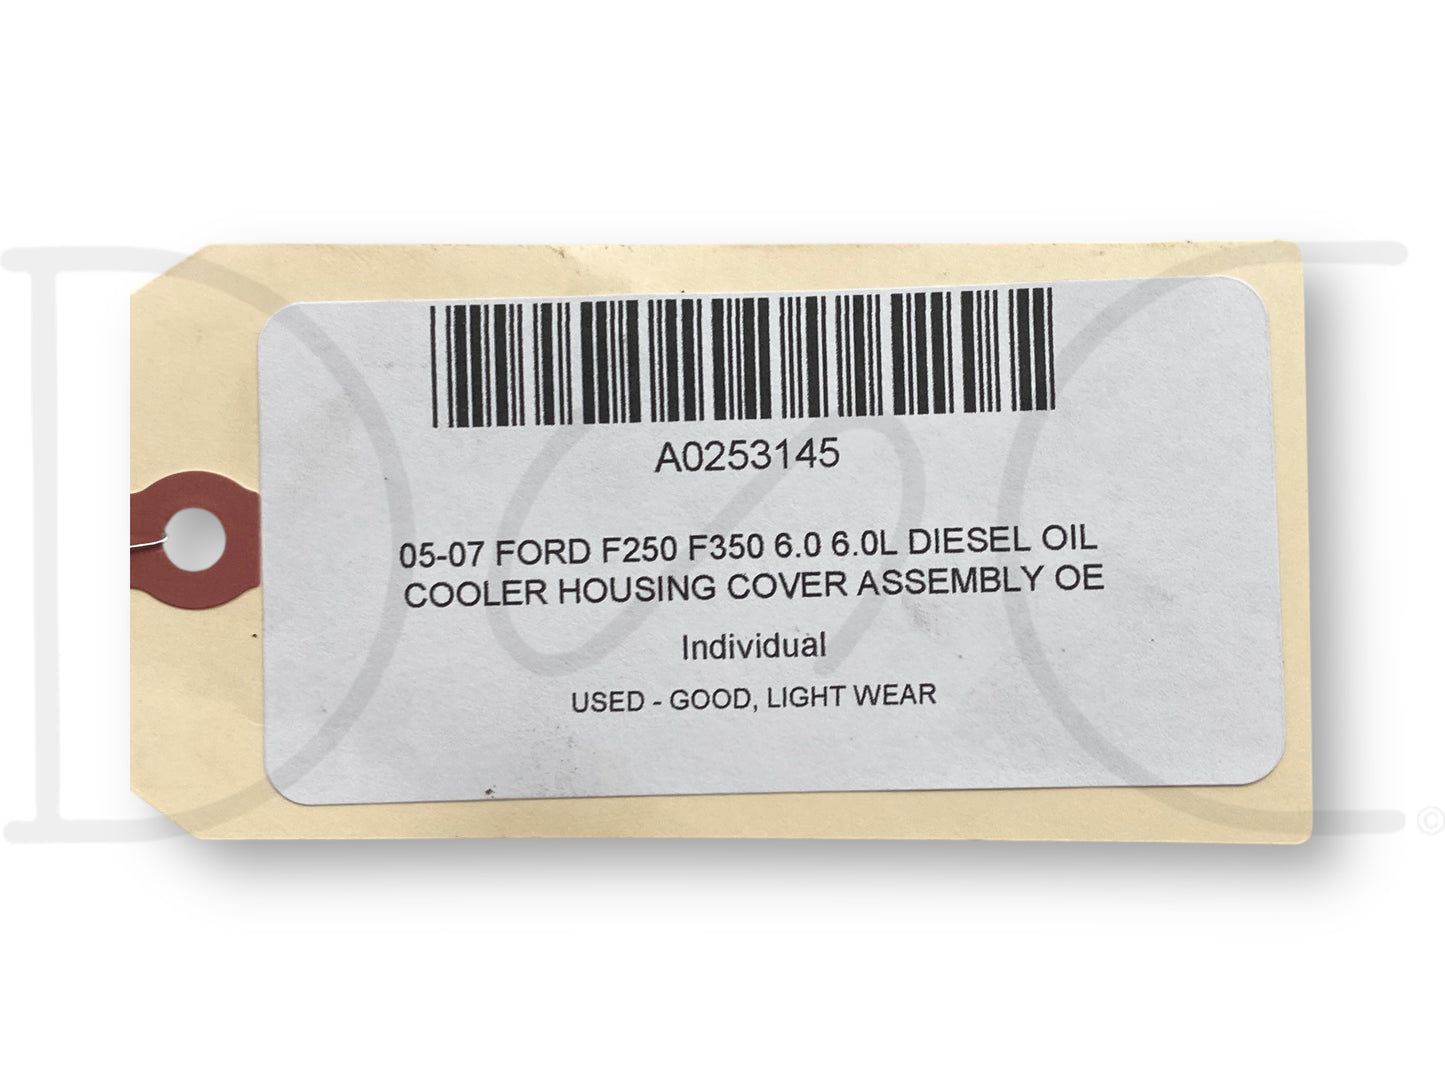 A0253145
05-07 FORD F250 F350 6.0 6.0L DIESEL OIL
COOLER HOUSING COVER ASSEMBLY OE
Individual
USED - GOOD, LIGHT WEAR
©